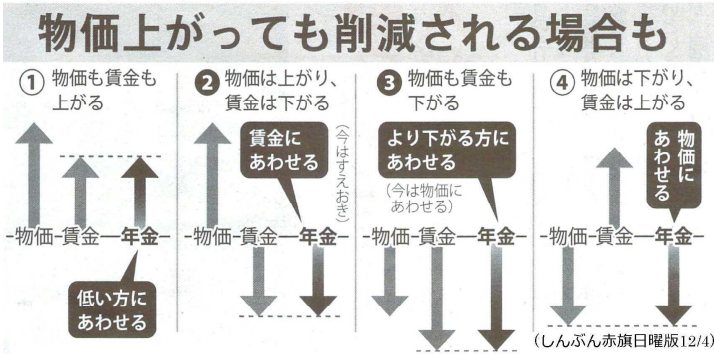 物価上がっても削減される場合も
① 物価も賃金も
上がる
物価 賃金 年金
低い方に
あわせる
② 物価は上がり、
賃金は下がる
賃金に
あわせる
（今はすえおき）
物価 賃金 年金
③ 物価も賃金も
下がる
より下がる方に
あわせる
（今は物価に
あわせる）
物価 賃金 年金
④ 物価は下がり、
賃金は上がる
物価に
あわせる
物価 賃金 年金
(しんぶん赤旗日曜版12/4)